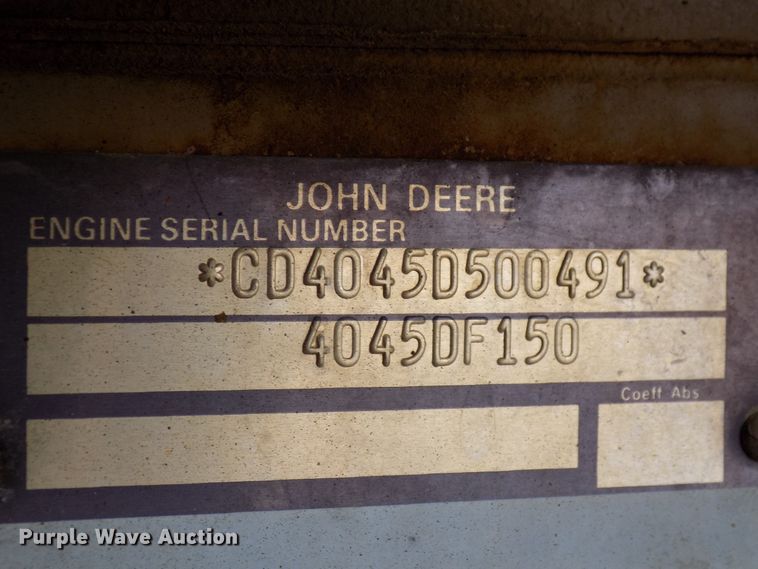 JOHN DEERE
ENGINE SERIAL NUMBER
*CD4045D500491*
4045DF150
Coeff Abs
Purple Wave Auction